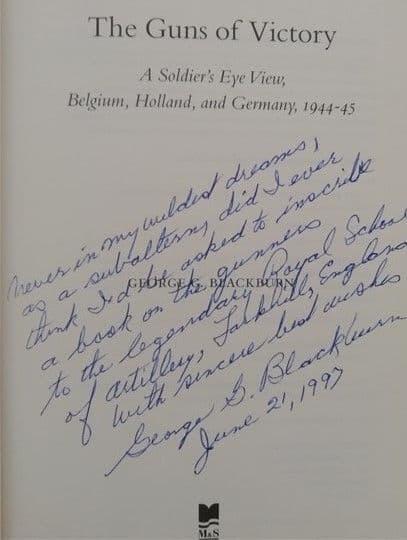 The Guns of Victory
A Soldier's Eye View,
Belgium, Holland, and Germany, 1944-45
never in my wildest dreams,
as a subaltern, did I ever
think I'd be asked to inscribe
a book on the gunners
GEORGE G. BLACKBURN
to the legendary Royal School
of Artillery, Larkhill, England
with sincere best wishes
George G. Blackburn
June 21, 1997
M&S